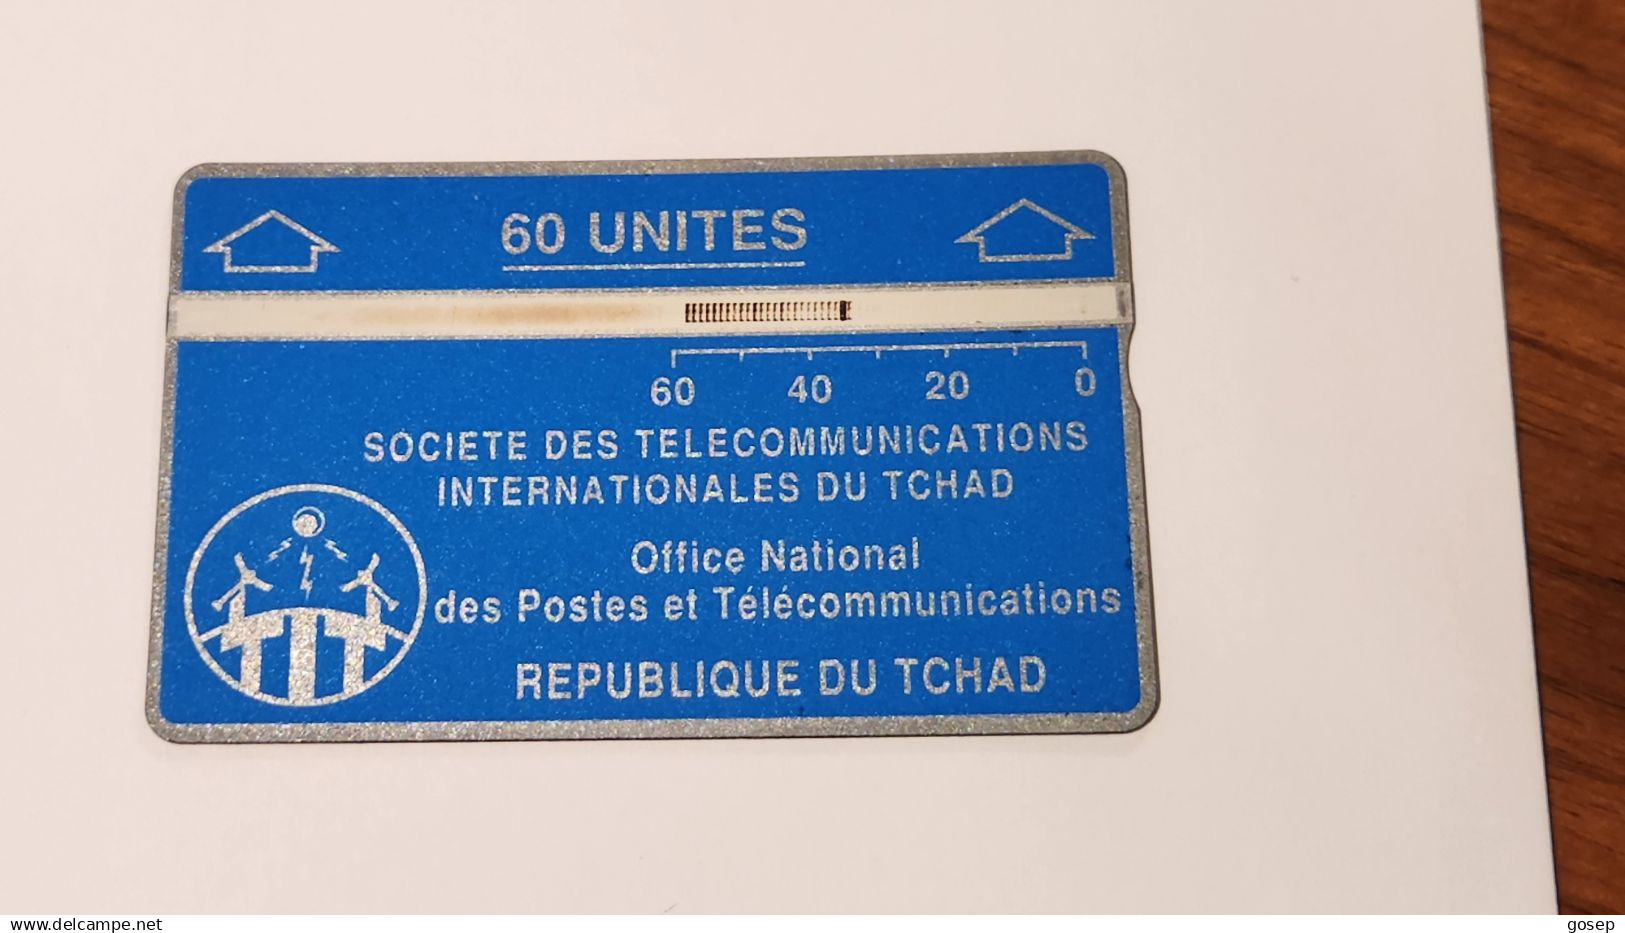 60 UNITES
60 40 20 0
SOCIETE DES TELECOMMUNICATIONS
INTERNATIONALES DU TCHAD
Office National
des Postes et Télécommunications
REPUBLIQUE DU TCHAD
TIT
www.delcampe.net
gosep